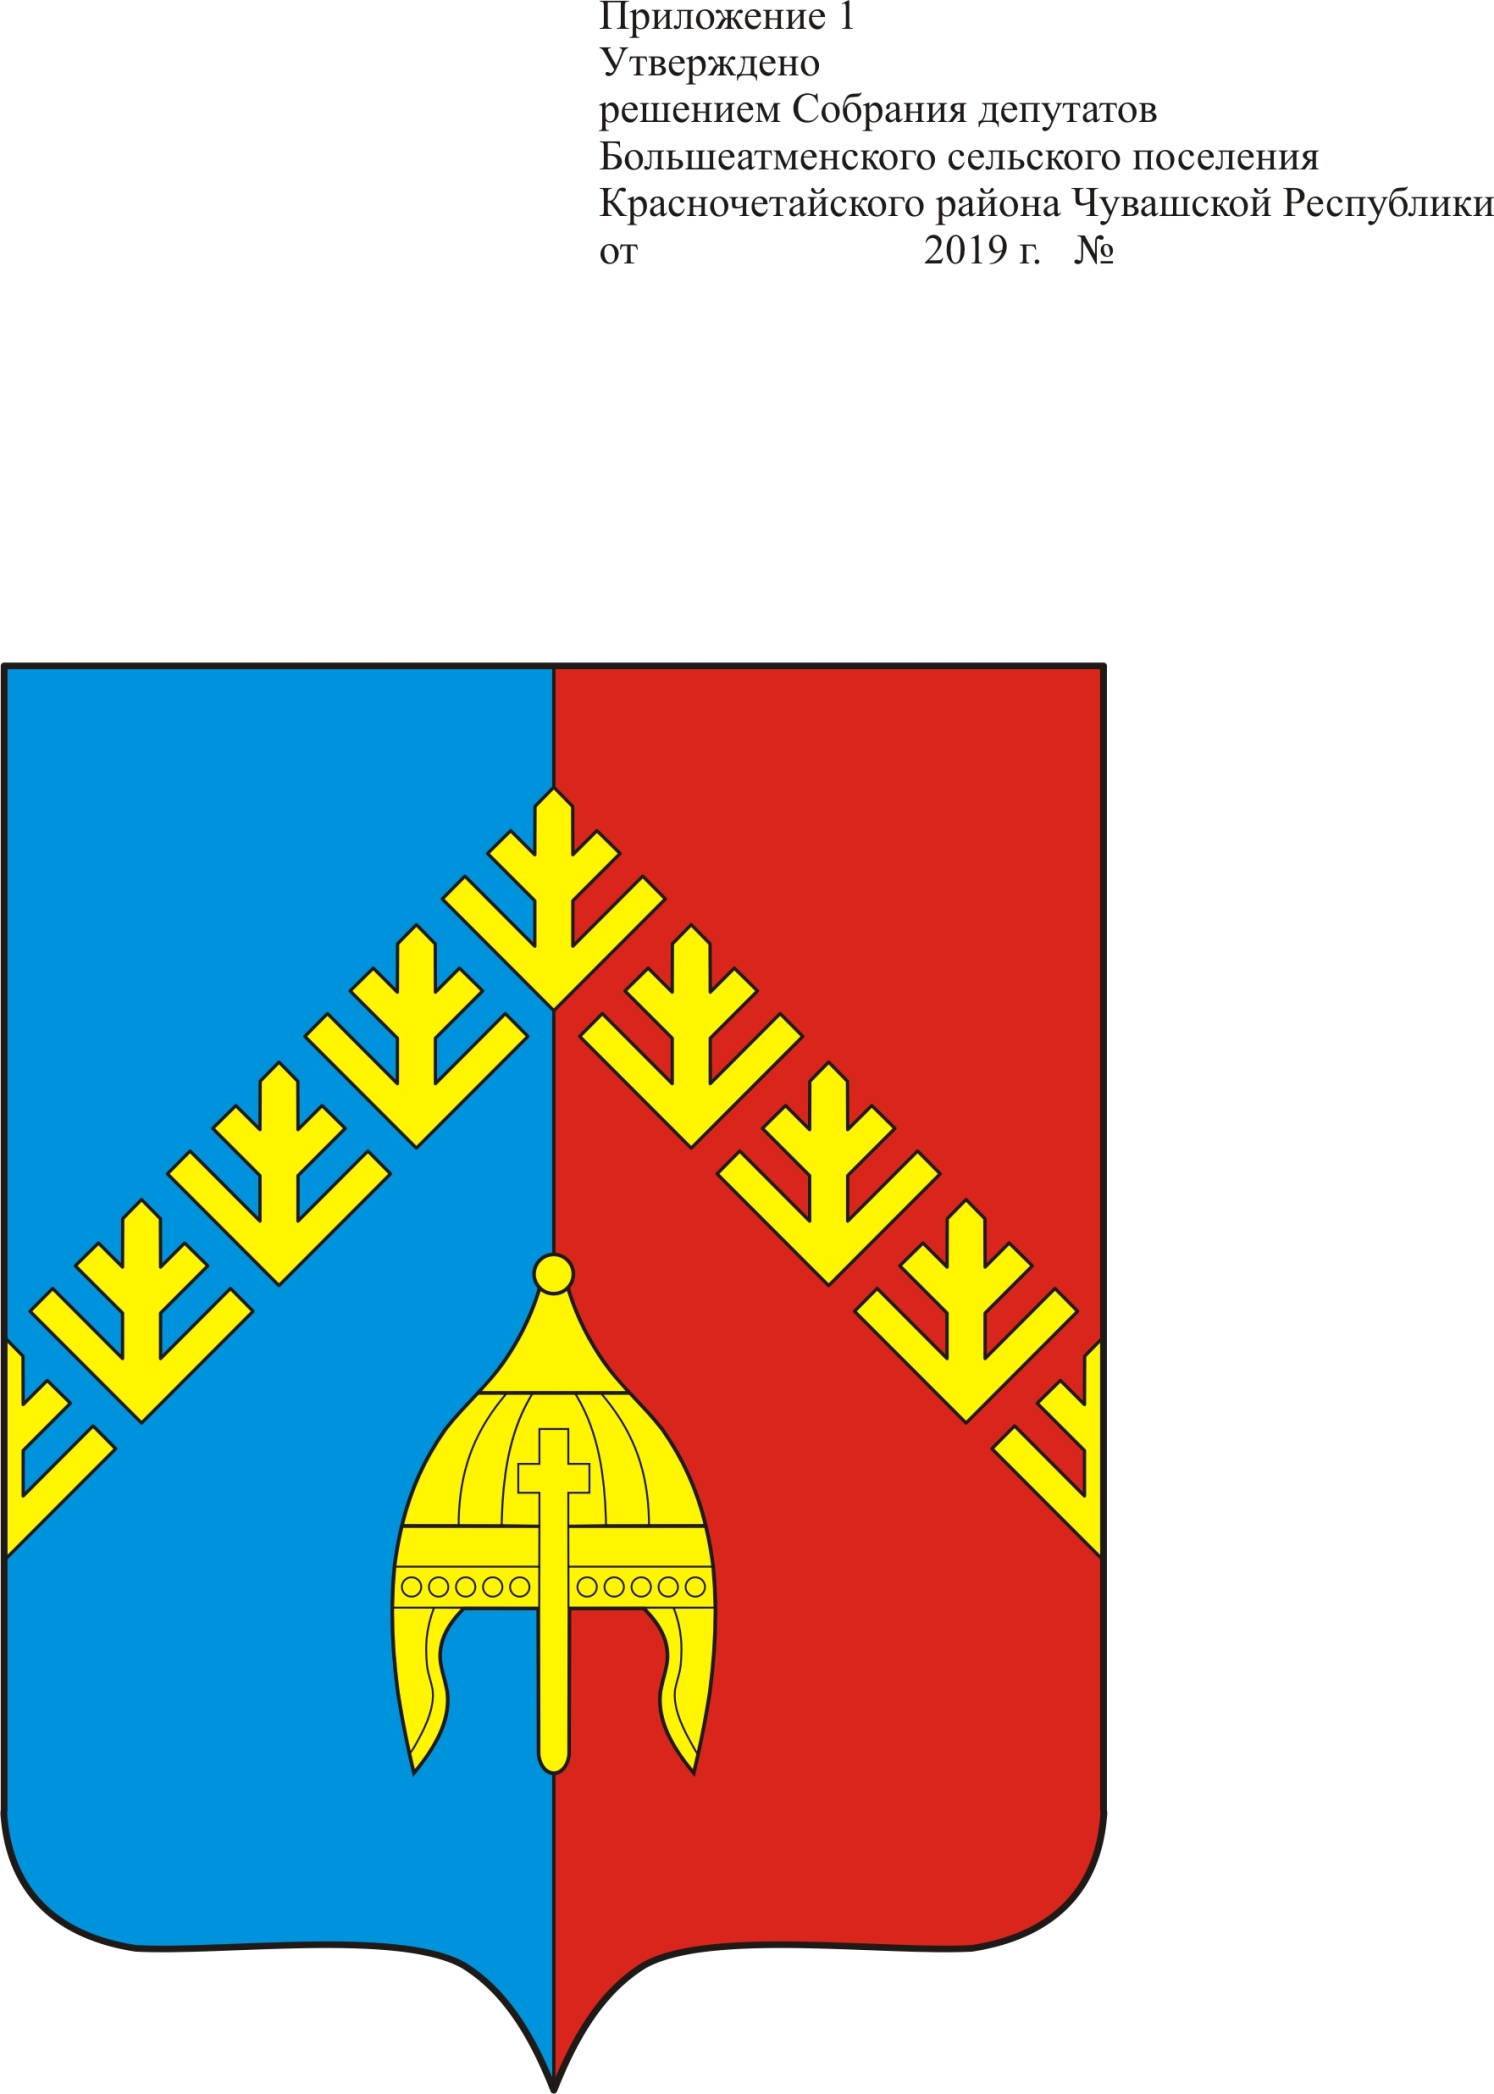 Приложение 1
Утверждено
решением Собрания депутатов
Большеатменского сельского поселения
Красночетайского района Чувашской Республики
от 2019 г. №